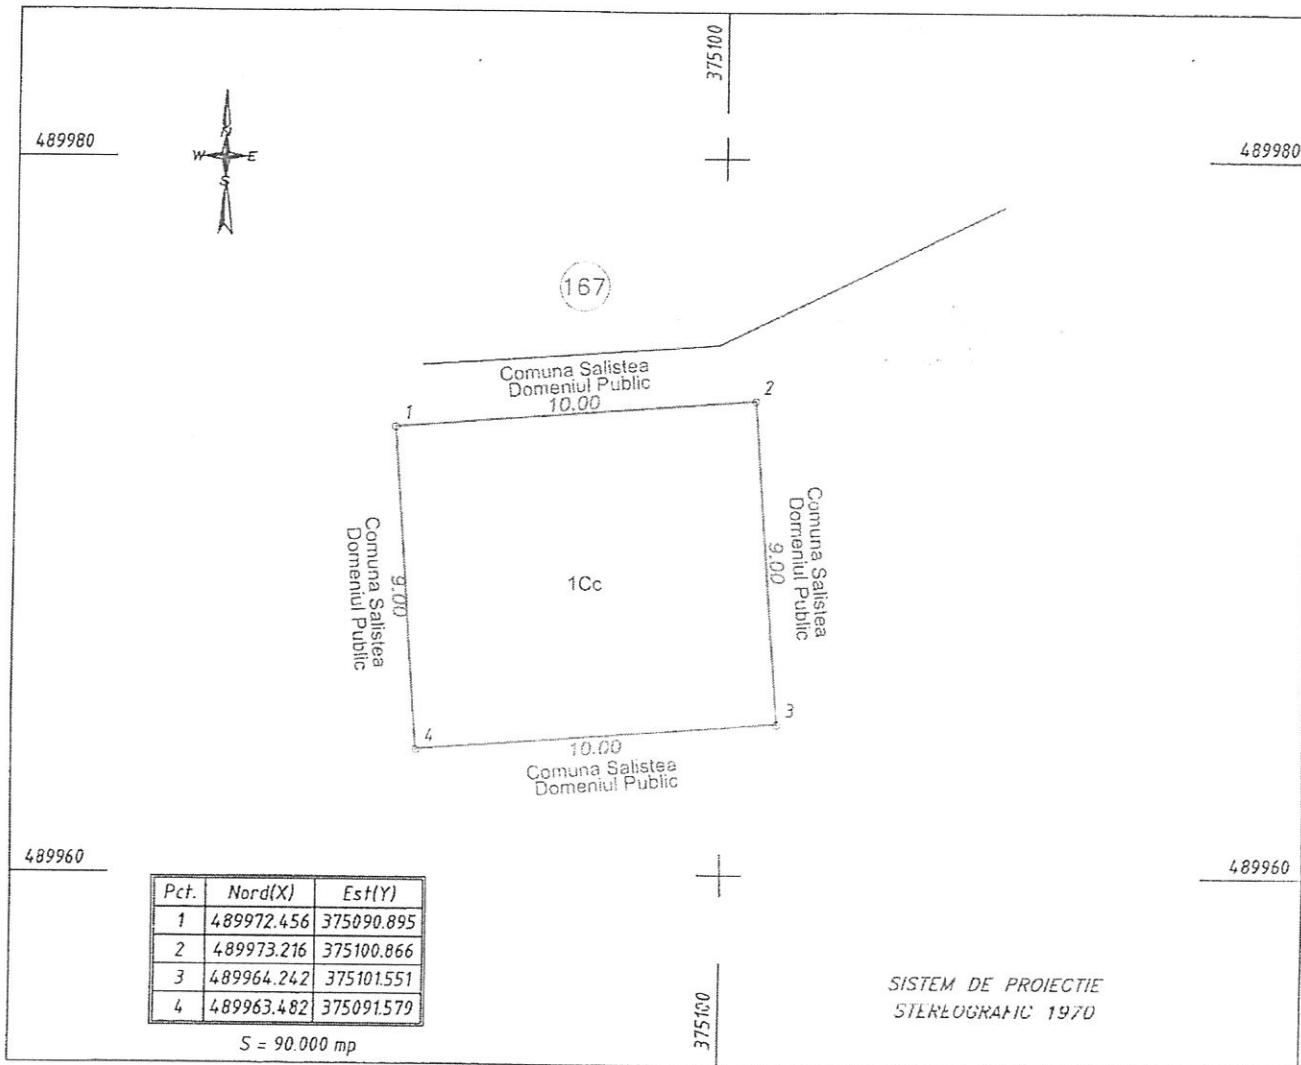 375100
489980
489980
N
W E
S
167
Comuna Salistea
Domeniul Public
10.00
1
2
Comuna Salistea
Domeniul Public
9.00
1Cc
9.00
Comuna Salistea
Domeniul Public
3
4
10.00
Comuna Salistea
Domeniul Public
489960
489960
Pct. Nord(X) Est(Y)
1 489972.456 375090.895
2 489973.216 375100.866
3 489964.242 375101.551
4 489963.482 375091.579
S = 90.000 mp
375100
SISTEM DE PROIECTIE
STEREOGRAFIC 1970